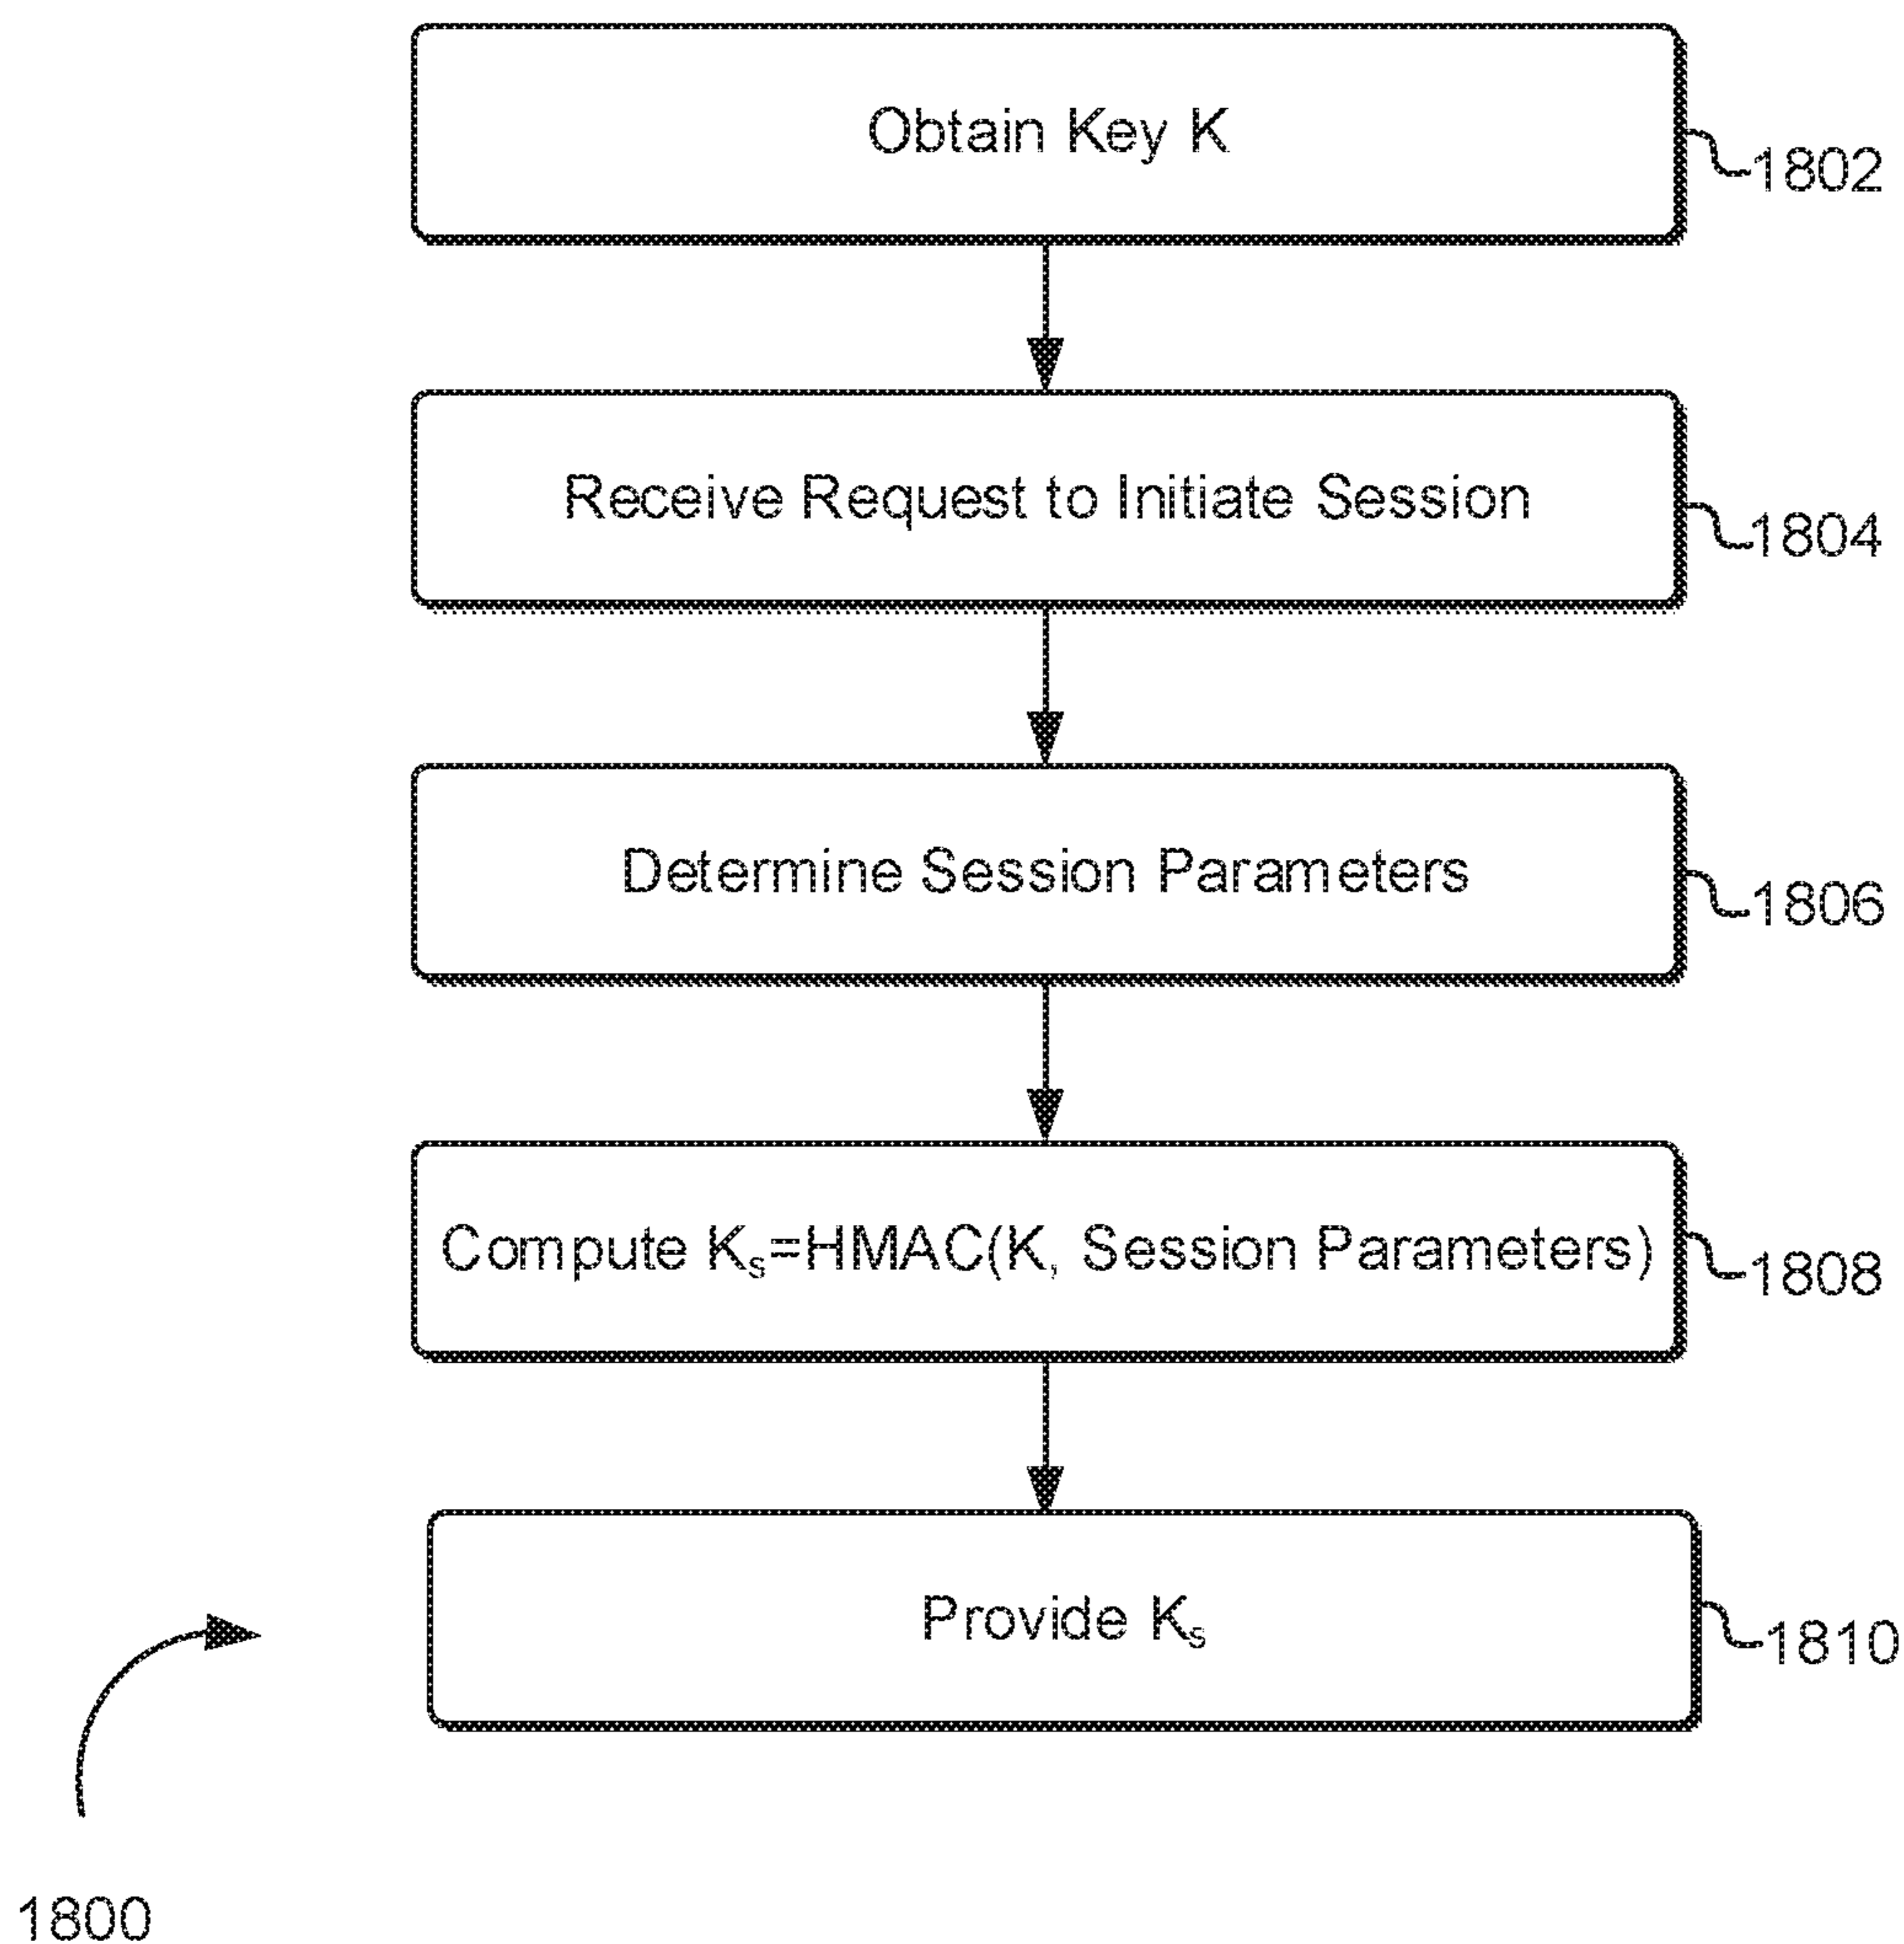 Obtain Key K
1802
Receive Request to Initiate Session
1804
Determine Session Parameters
1806
Compute Kₛ=HMAC(K, Session Parameters)
1808
Provide Kₛ
1810
1800